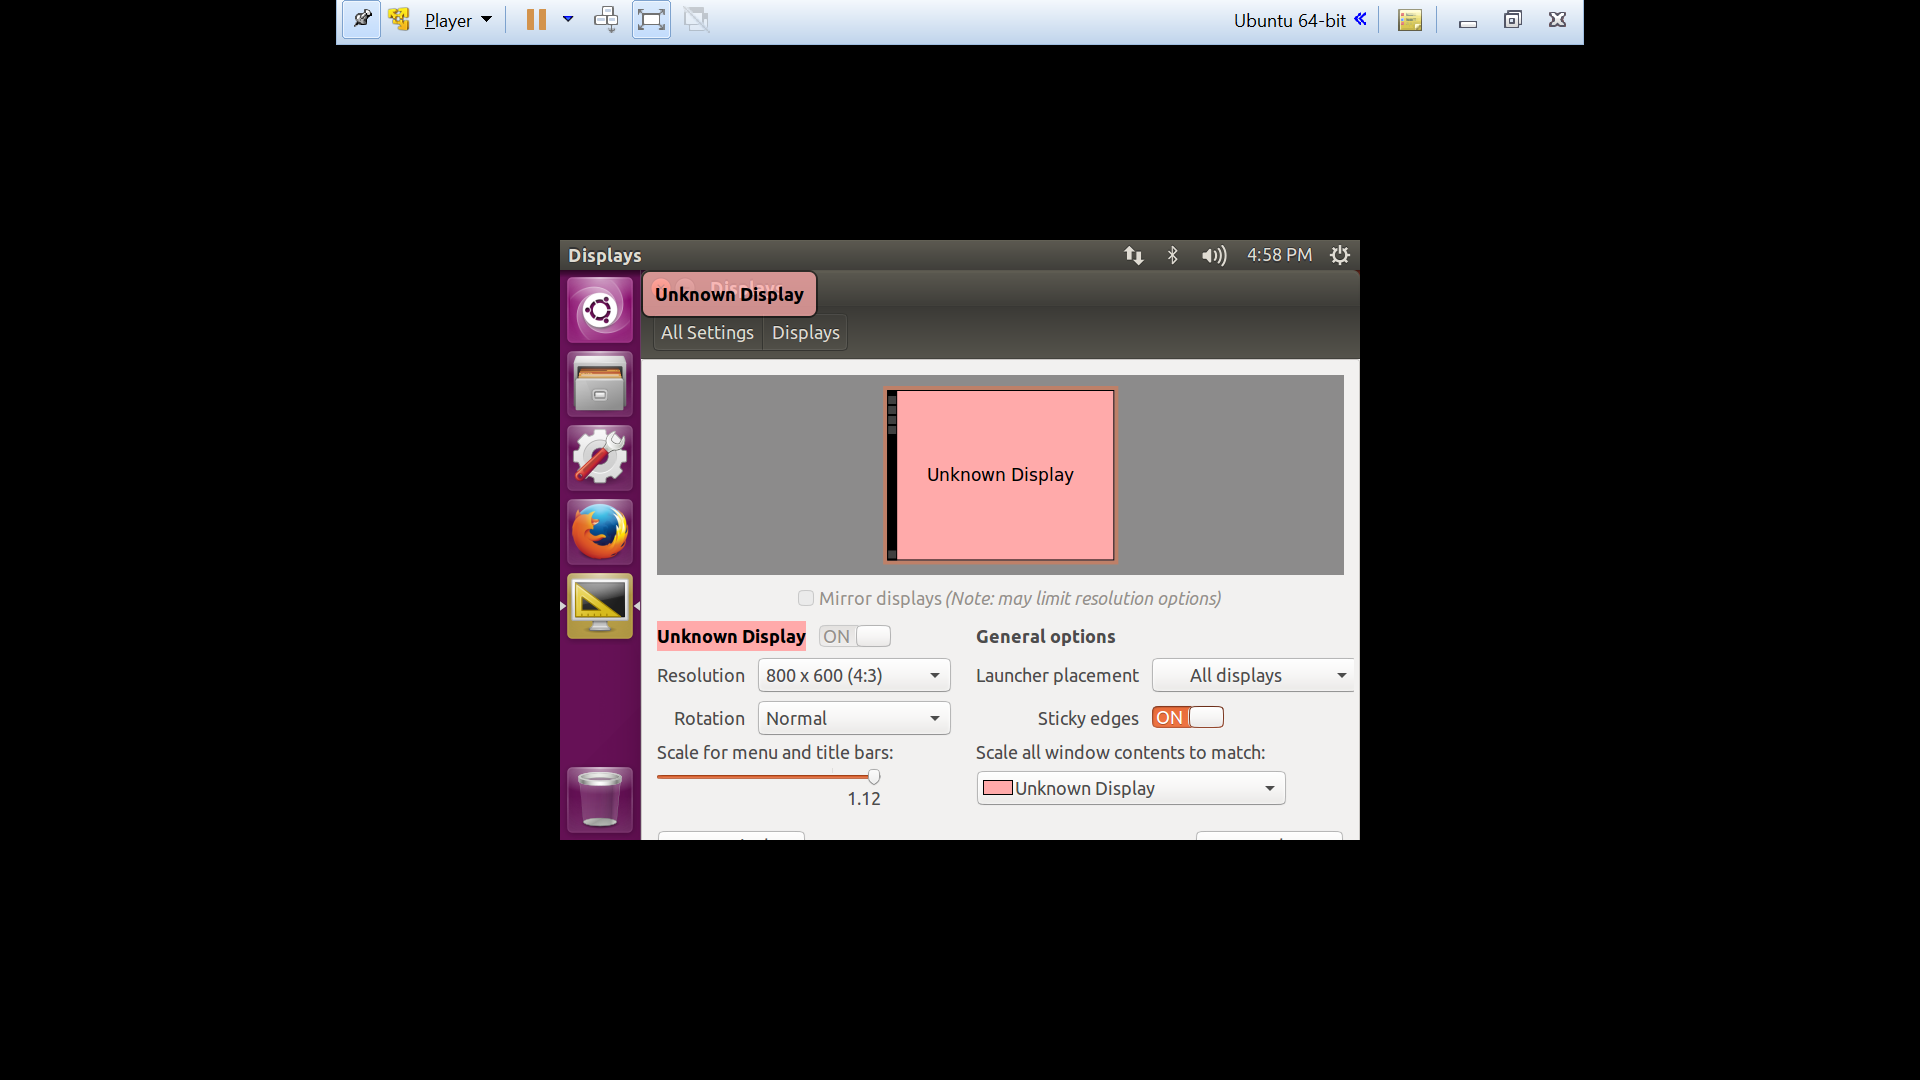 Player
Ubuntu 64-bit
Displays
4:58 PM
Unknown Display
All Settings
Displays
Unknown Display
Mirror displays (Note: may limit resolution options)
Unknown Display
ON
General options
Resolution
800 x 600 (4:3)
Launcher placement
All displays
Rotation
Normal
Sticky edges
ON
Scale for menu and title bars:
Scale all window contents to match:
1.12
Unknown Display